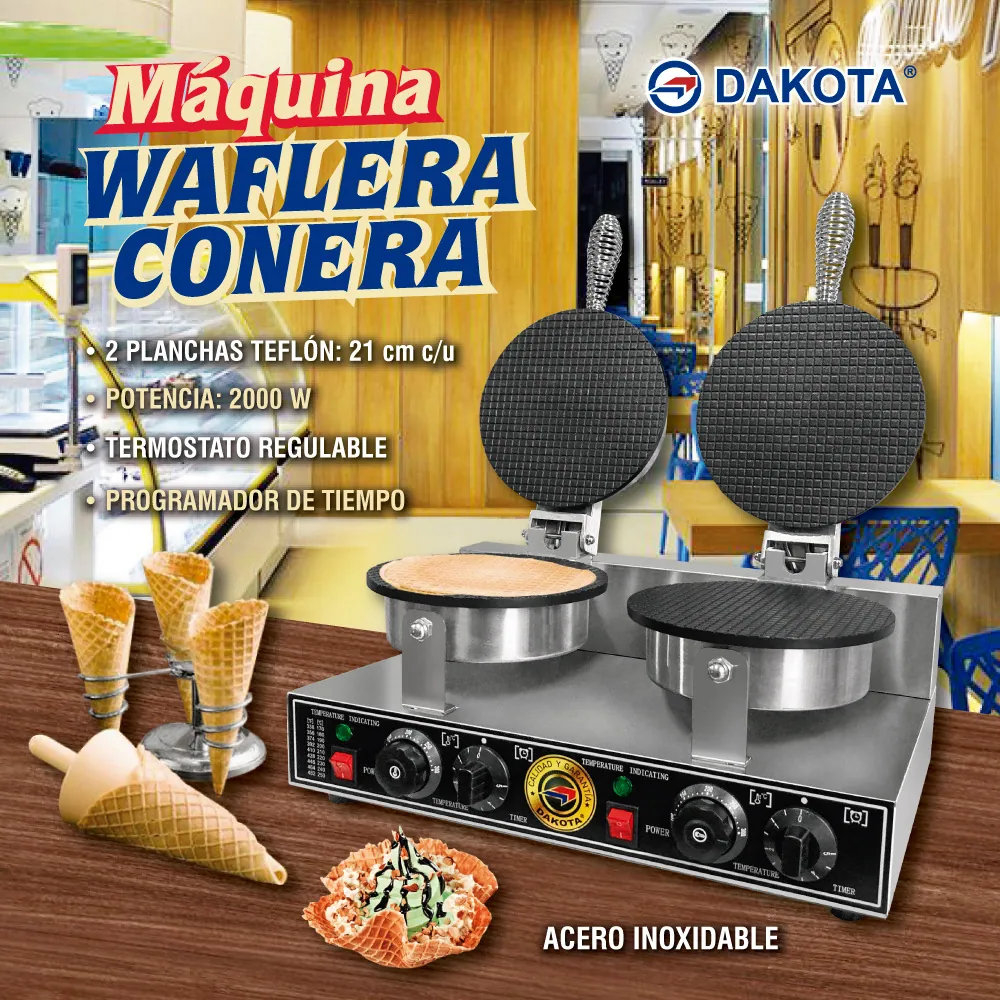 Máquina
WAFLERA
CONERA
DAKOTA®
• 2 PLANCHAS TEFLÓN: 21 cm c/u
• POTENCIA: 2000 W
• TERMOSTATO REGULABLE
• PROGRAMADOR DE TIEMPO
TEMPERATURE INDICATING
TEMPERATURE
TIMER
CALIDAD Y GARANTÍA
DAKOTA®
TEMPERATURE INDICATING
POWER
TEMPERATURE
TIMER
ACERO INOXIDABLE